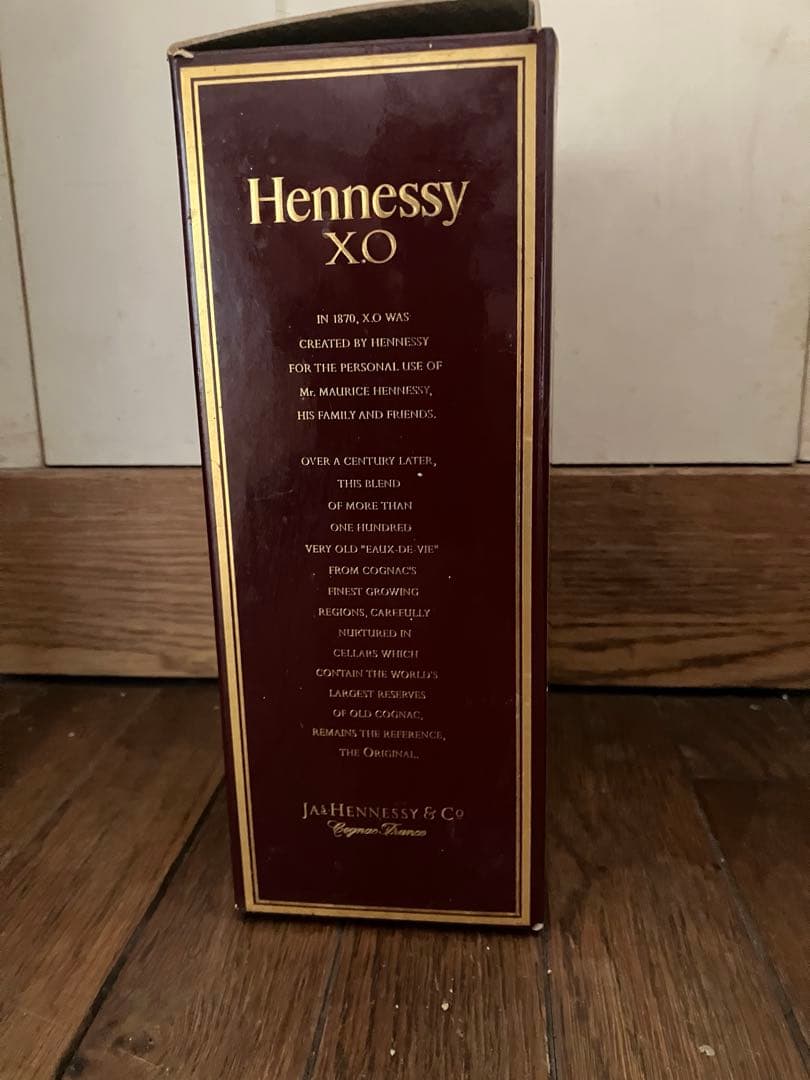 Hennessy
X.O
IN 1870, X.O WAS
CREATED BY HENNESSY
FOR THE PERSONAL USE OF
Mr. MAURICE HENNESSY,
HIS FAMILY AND FRIENDS.
OVER A CENTURY LATER,
THIS BLEND
OF MORE THAN
ONE HUNDRED
VERY OLD "EAUX-DE-VIE"
FROM COGNAC'S
FINEST GROWING
REGIONS, CAREFULLY
NURTURED IN
CELLARS WHICH
CONTAIN THE WORLD'S
LARGEST RESERVES
OF OLD COGNAC,
REMAINS THE REFERENCE,
THE ORIGINAL.
JAs HENNESSY & Co
Cognac France